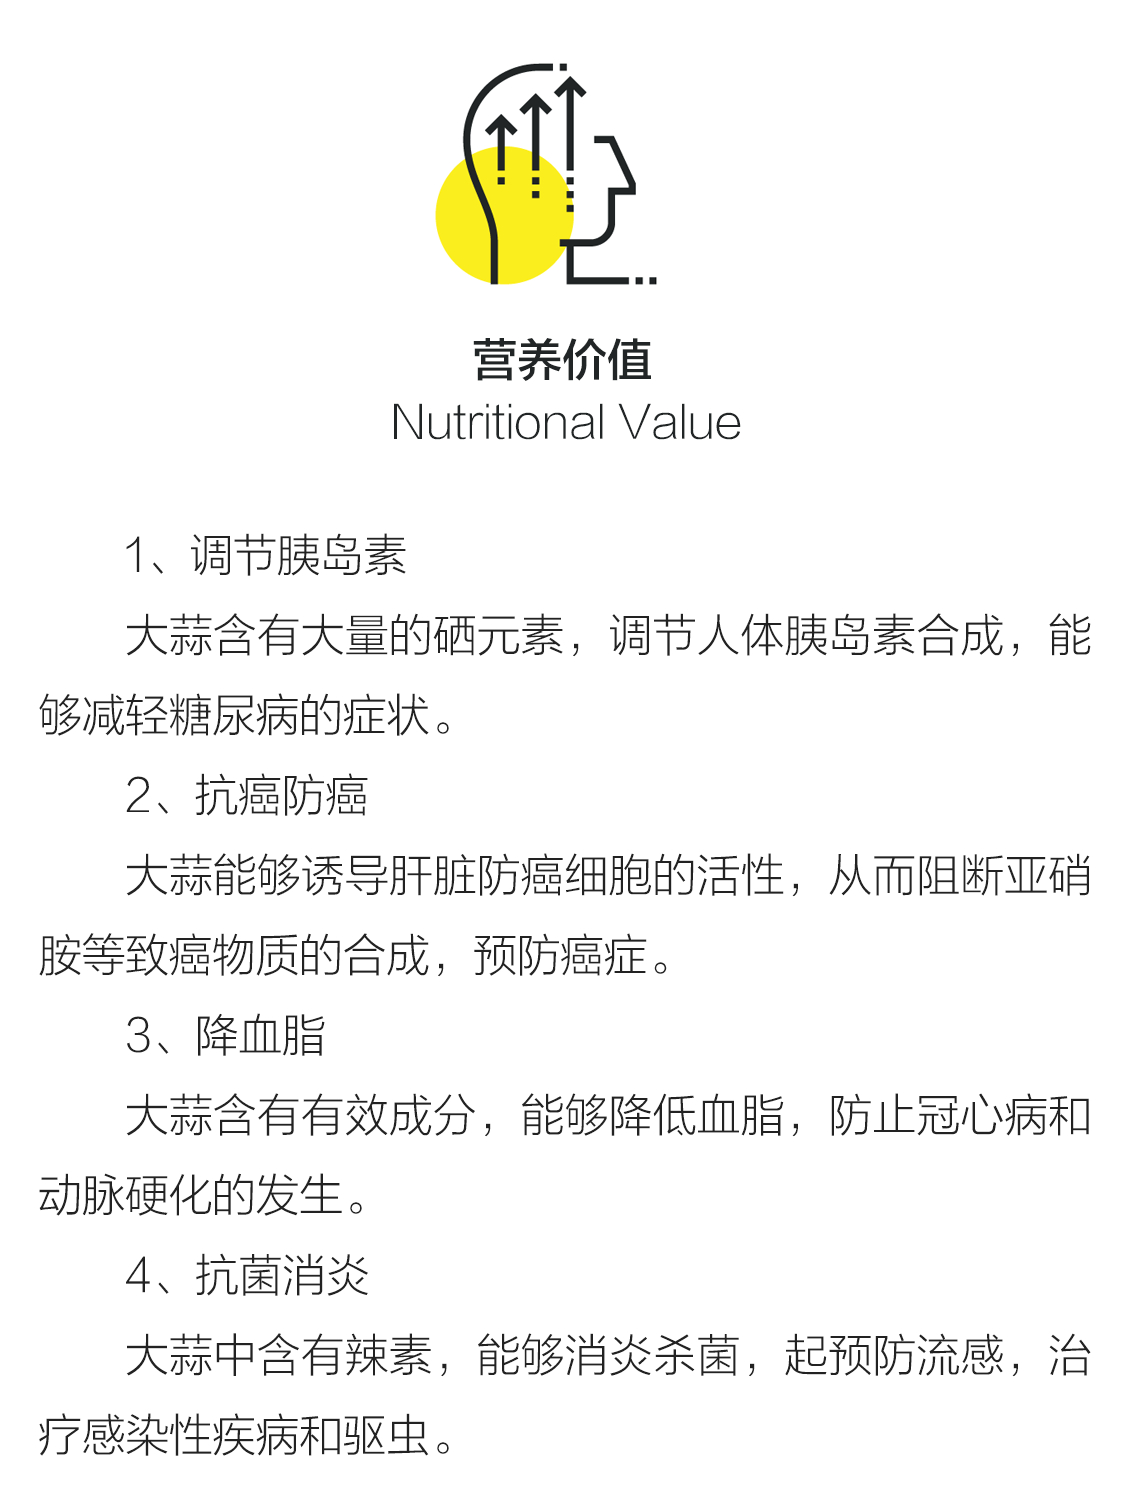 营养价值
Nutritional Value
1、调节胰岛素
大蒜含有大量的硒元素，调节人体胰岛素合成，能
够减轻糖尿病的症状。
2、抗癌防癌
大蒜能够诱导肝脏防癌细胞的活性，从而阻断亚硝
胺等致癌物质的合成，预防癌症。
3、降血脂
大蒜含有有效成分，能够降低血脂，防止冠心病和
动脉硬化的发生。
4、抗菌消炎
大蒜中含有辣素，能够消炎杀菌，起预防流感，治
疗感染性疾病和驱虫。